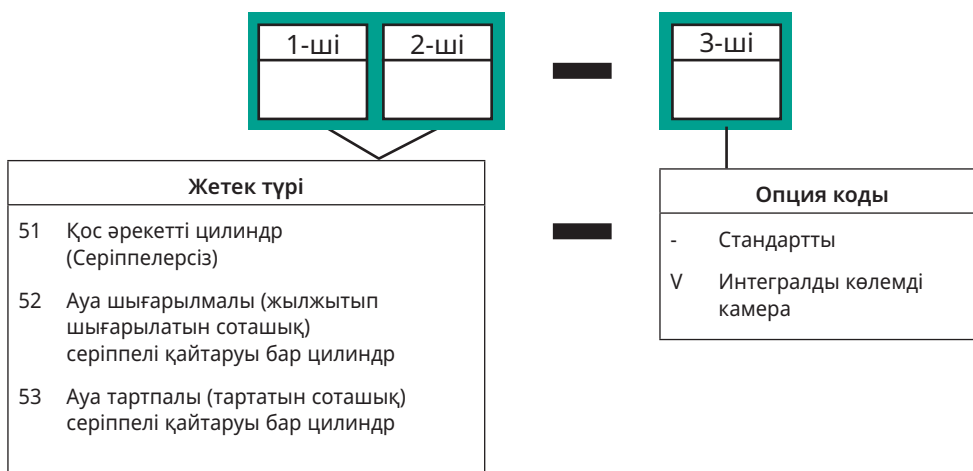 1-ші
2-ші
3-ші
Жетек түрі
51 Қос әрекетті цилиндр
(Серіппелерсіз)
52 Ауа шығарылмалы (жылжытып
шығарылатын соташық)
серіппелі қайтаруы бар цилиндр
53 Ауа тартпалы (тартатын соташық)
серіппелі қайтаруы бар цилиндр
Опция коды
- Стандартты
V Интегралды көлемді
камера